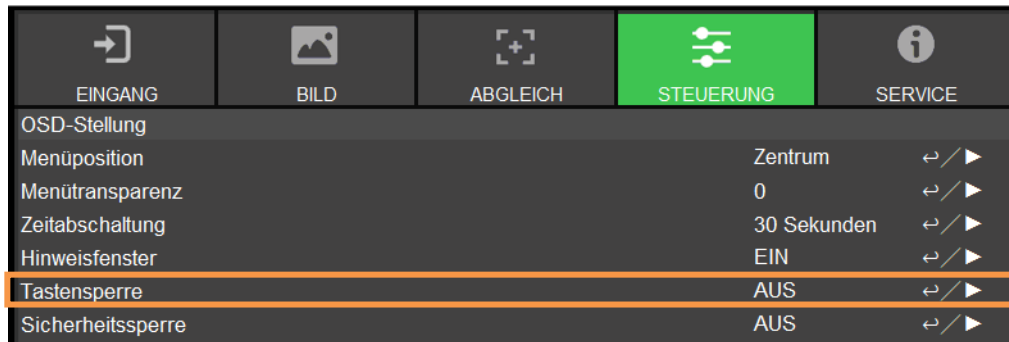 EINGANG BILD ABGLEICH STEUERUNG SERVICE
OSD-Stellung
Menüposition Zentrum
Menütransparenz 0
Zeitabschaltung 30 Sekunden
Hinweisfenster EIN
Tastensperre AUS
Sicherheitssperre AUS